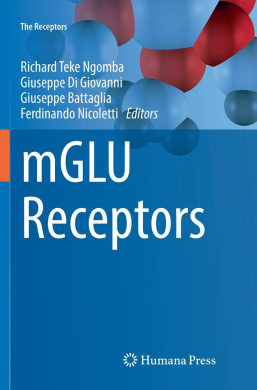 The Receptors
Richard Teke Ngomba
Giuseppe Di Giovanni
Giuseppe Battaglia
Ferdinando Nicoletti Editors
mGLU
Receptors
Humana Press